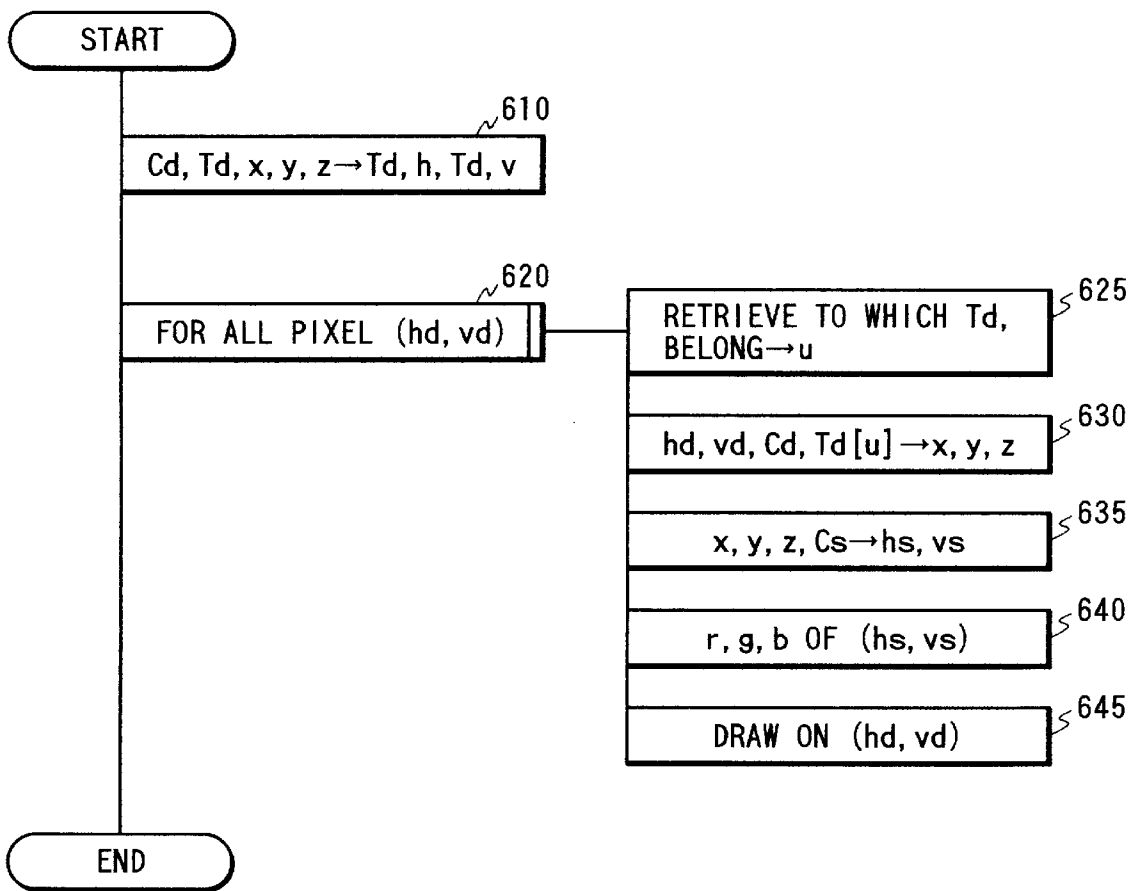 START
610
Cd, Td, x, y, z→Td, h, Td, v
620
FOR ALL PIXEL (hd, vd)
625
RETRIEVE TO WHICH Td,
BELONG→u
630
hd, vd, Cd, Td[u]→x, y, z
635
x, y, z, Cs→hs, vs
640
r, g, b OF (hs, vs)
645
DRAW ON (hd, vd)
END